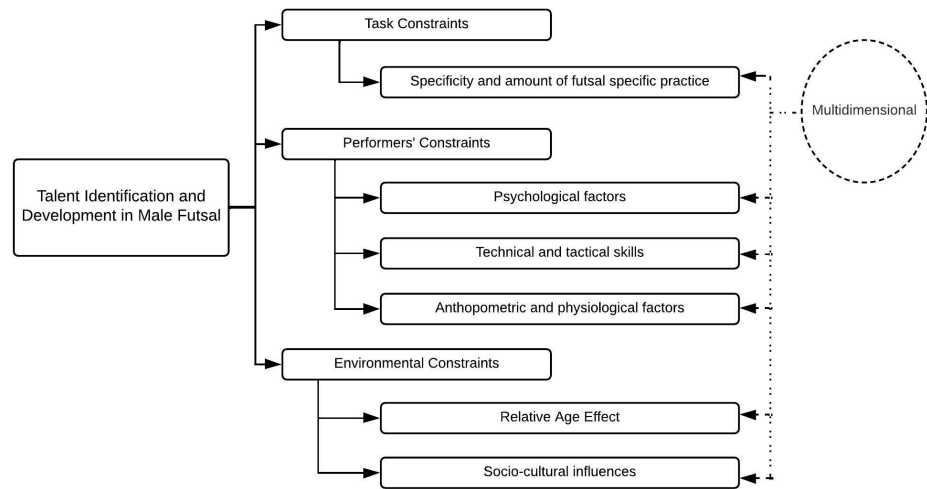 Task Constraints
Specificity and amount of futsal specific practice
Multidimensional
Performers' Constraints
Talent Identification and
Development in Male Futsal
Psychological factors
Technical and tactical skills
Anthopometric and physiological factors
Environmental Constraints
Relative Age Effect
Socio-cultural influences